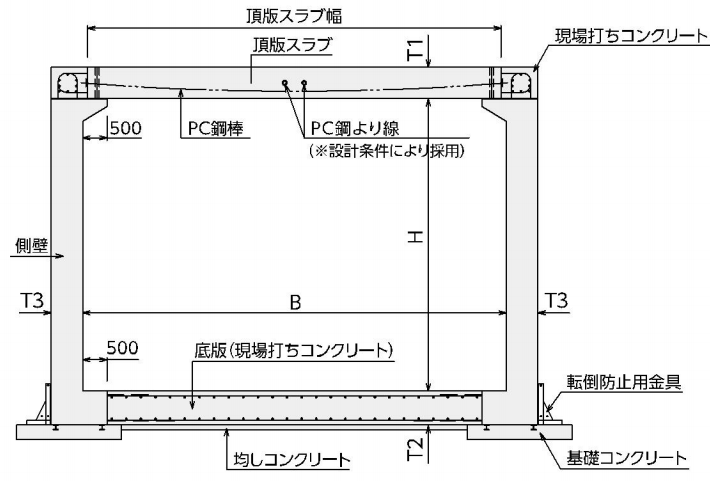 頂版スラブ幅
頂版スラブ
T1
現場打ちコンクリート
500
PC鋼棒
PC鋼より線
(※設計条件により採用)
側壁
H
T3
B
T3
500
底版(現場打ちコンクリート)
転倒防止用金具
均しコンクリート
T2
基礎コンクリート